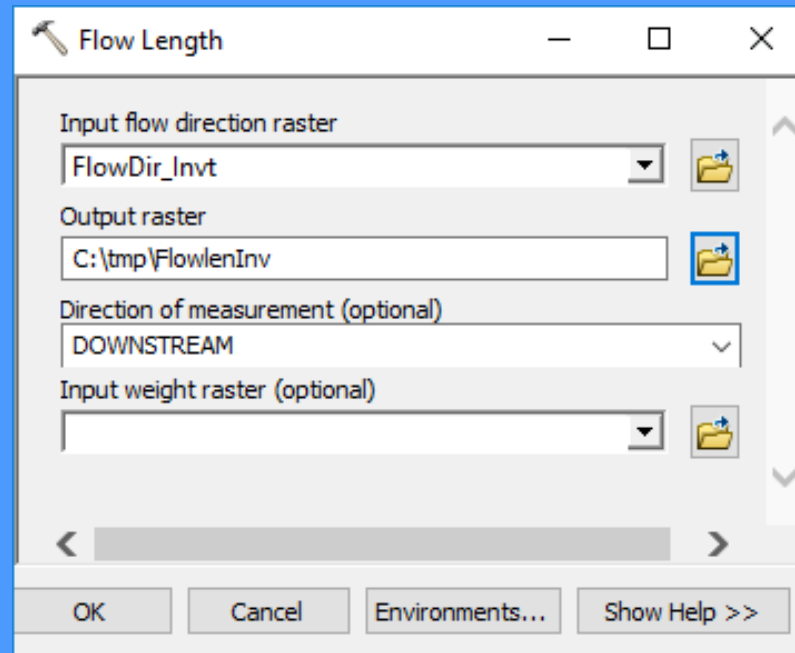 Flow Length
Input flow direction raster
FlowDir_Invt
Output raster
C:\tmp\FlowlenInv
Direction of measurement (optional)
DOWNSTREAM
Input weight raster (optional)
OK Cancel Environments... Show Help >>